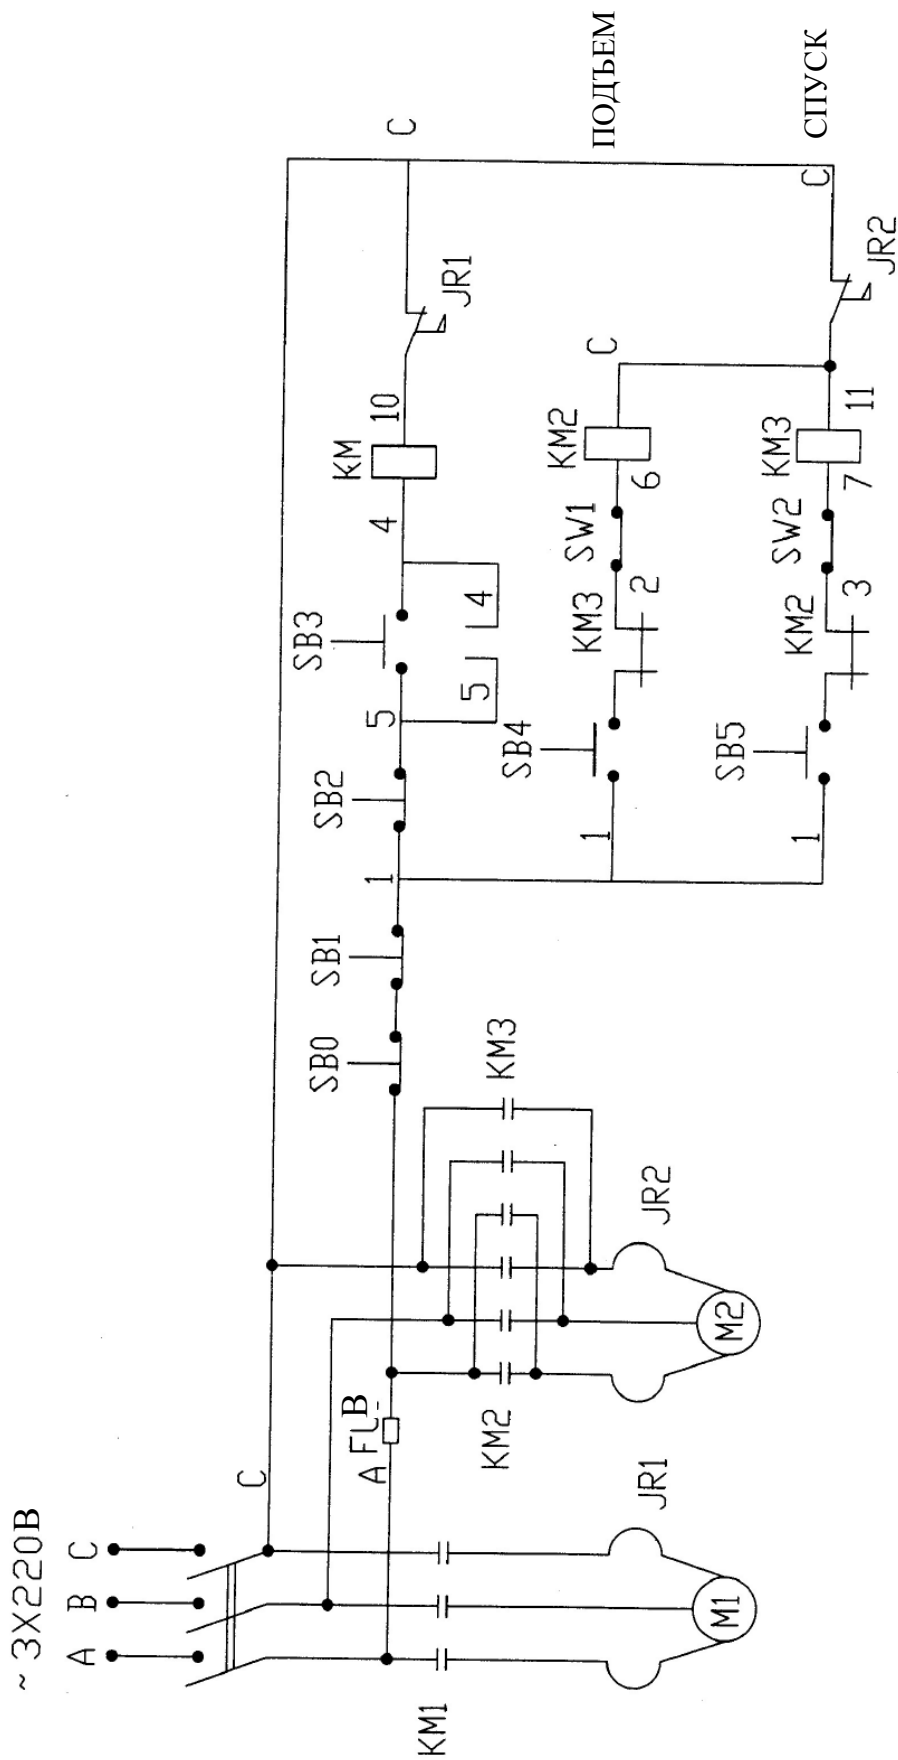 ~ 3X220В
A
B
C
C
A
FU
В
KM1
JR1
M1
KM2
KM3
JR2
M2
SB0
SB1
1
SB2
5
SB3
4
KM
10
JR1
C
5
4
1
SB4
KM3
2
SW1
6
KM2
C
ПОДЪЕМ
1
SB5
KM2
3
SW2
7
KM3
11
JR2
C
СПУСК